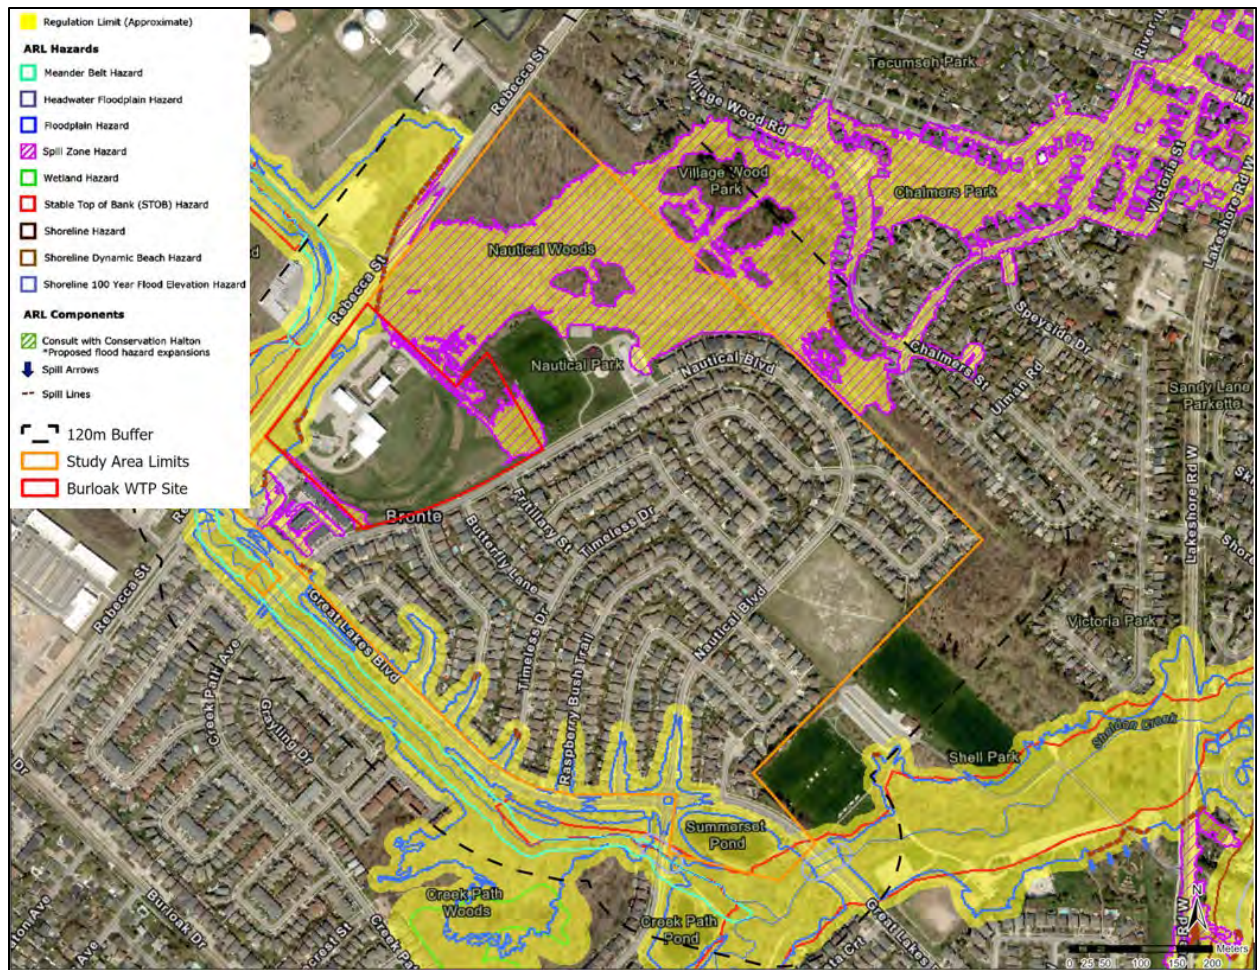 Regulation Limit (Approximate)
ARL Hazards
Meander Belt Hazard
Headwater Floodplain Hazard
Floodplain Hazard
Spill Zone Hazard
Wetland Hazard
Stable Top of Bank (STOB) Hazard
Shoreline Hazard
Shoreline Dynamic Beach Hazard
Shoreline 100 Year Flood Elevation Hazard
ARL Components
Consult with Conservation Halton
*Proposed flood hazard expansions
Spill Arrows
Spill Lines
120m Buffer
Study Area Limits
Burloak WTP Site
Rebecca St
Village Wood Rd
Tecumseh Park
Village Wood
Park
Chalmers Park
Victoria St
Lakeshore Rd W
Nautical Woods
Rebecca St
Nautical Park
Nautical Blvd
Chalmers St
Speyside Dr
Ulman Rd
Sandy Lane
Parkette
Lakeshore Rd W
Bronte
Fritillary St
Butterfly Lane
Timeless Dr
Timeless Dr
Raspberry Bush Trail
Nautical Blvd
Victoria Park
Rebecca St
Great Lakes Blvd
Creek Path Ave
Grayling Dr
Dr
Shell Park
Sheldon Creek
Summerset
Pond
Creek Path
Woods
Creek Path
Pond
Burloak Dr
Ave
Great Lakes
Rd W
N
Meters
0 25 50 100 150 200